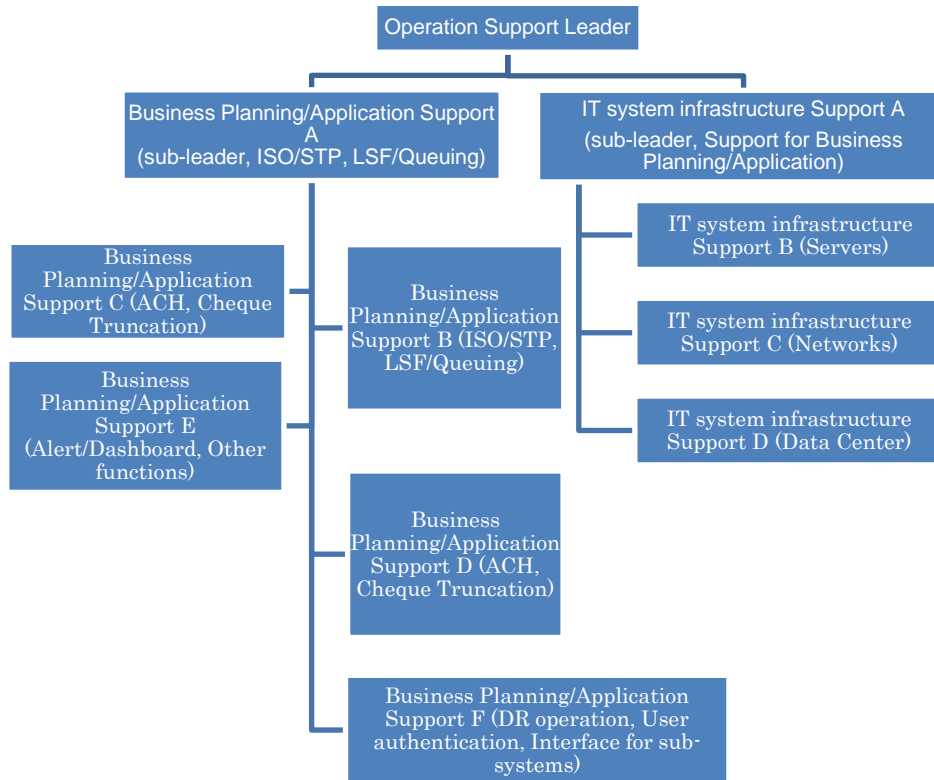 Operation Support Leader
Business Planning/Application Support
A
(sub-leader, ISO/STP, LSF/Queuing)
IT system infrastructure Support A
(sub-leader, Support for Business
Planning/Application)
Business
Planning/Application
Support C (ACH, Cheque
Truncation)
Business
Planning/Application
Support B (ISO/STP,
LSF/Queuing)
IT system infrastructure
Support B (Servers)
IT system infrastructure
Support C (Networks)
Business
Planning/Application
Support E
(Alert/Dashboard, Other
functions)
IT system infrastructure
Support D (Data Center)
Business
Planning/Application
Support D (ACH,
Cheque Truncation)
Business Planning/Application
Support F (DR operation, User
authentication, Interface for sub-
systems)